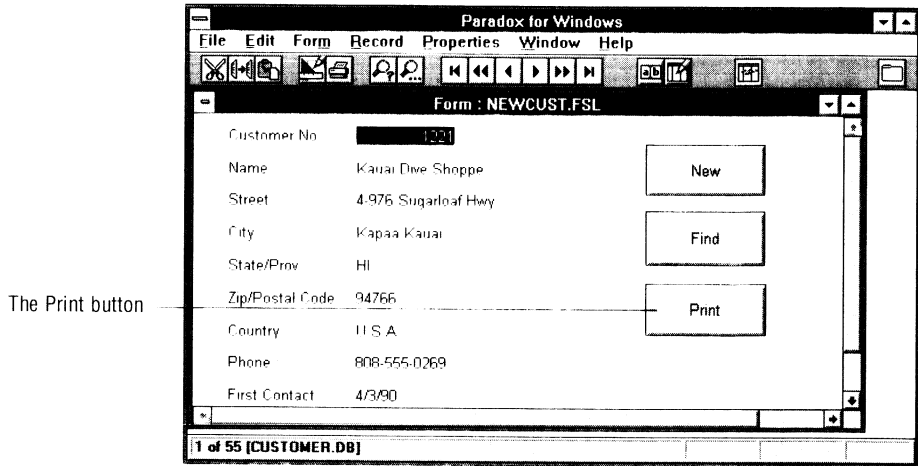 Paradox for Windows
File Edit Form Record Properties Window Help
Form : NEWCUST.FSL
Customer No 1221
Name Kauai Dive Shoppe
Street 4-976 Sugarloaf Hwy
City Kapaa Kauai
State/Prov HI
Zip/Postal Code 94766
Country U.S.A
Phone 808-555-0269
First Contact 4/3/90
New
Find
Print
The Print button
1 of 55 [CUSTOMER.DB]